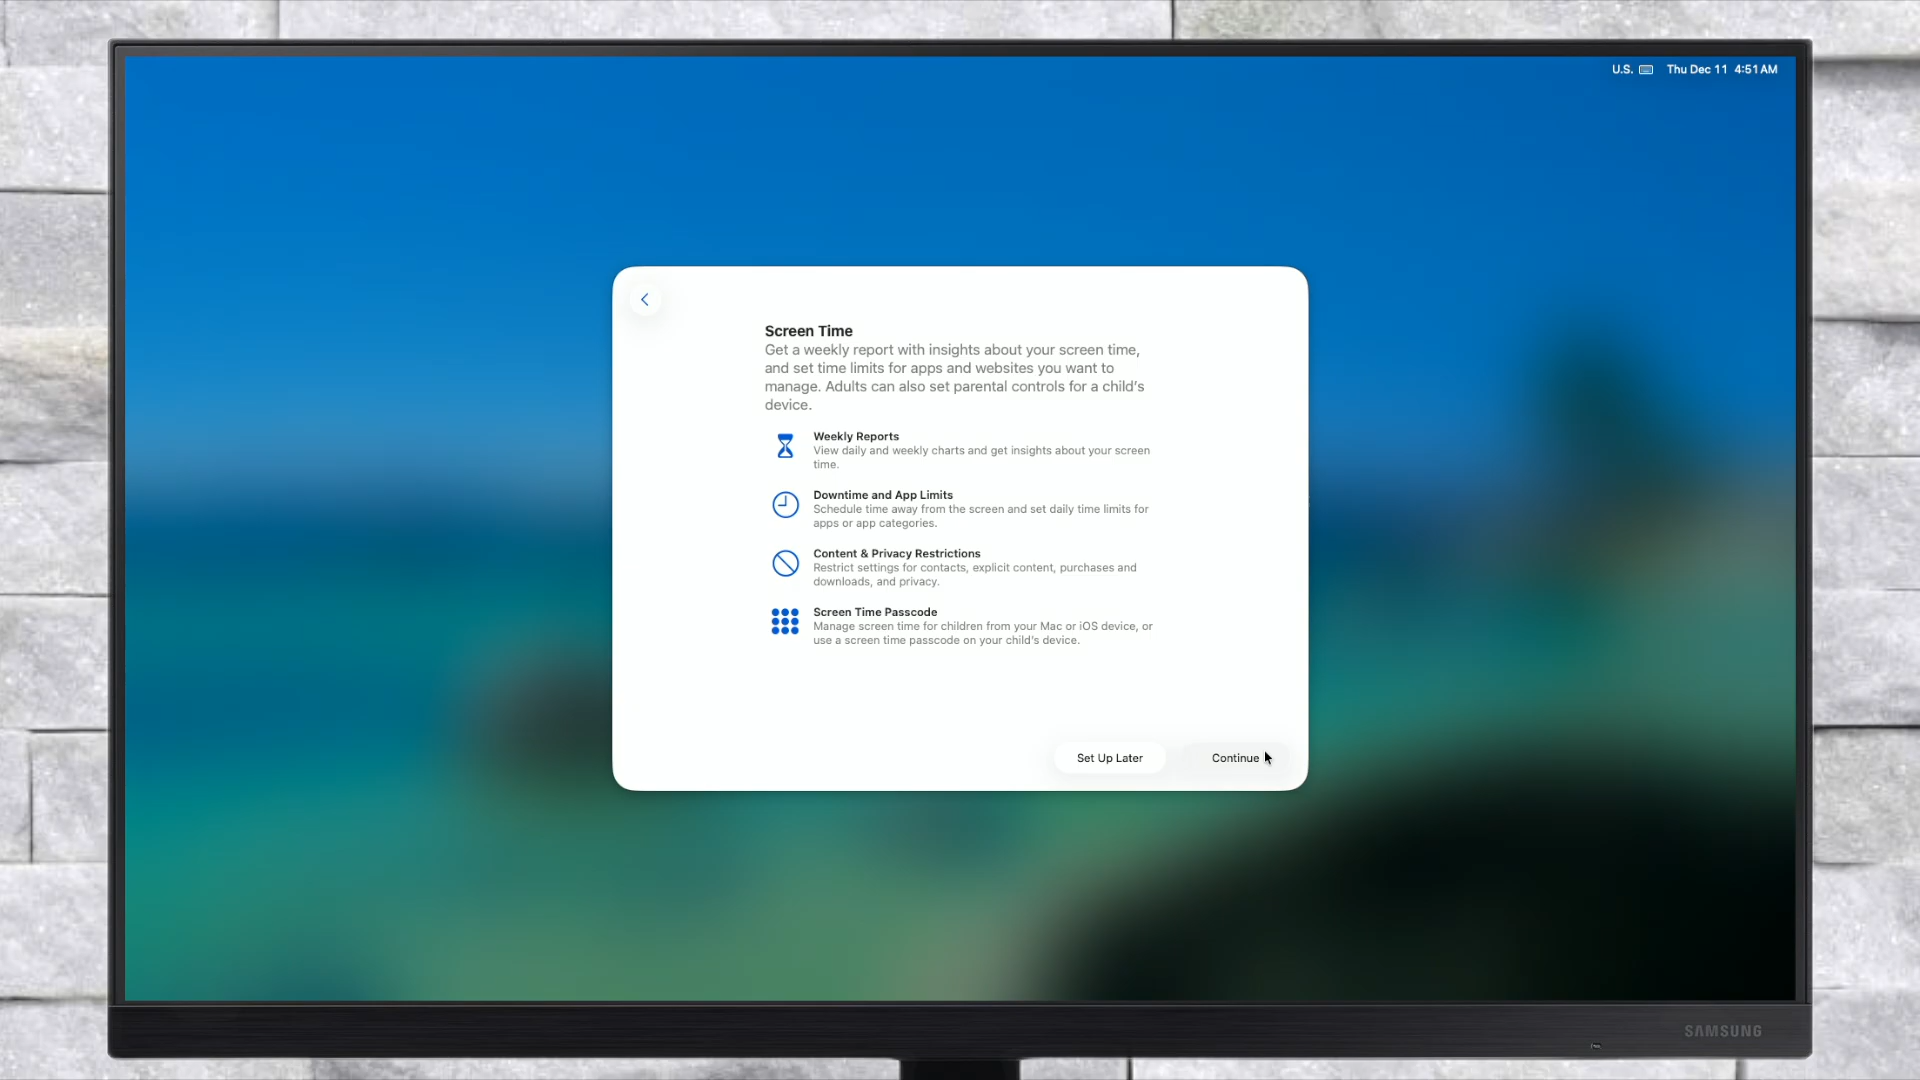 U.S. Thu Dec 11 4:51 AM
Screen Time
Get a weekly report with insights about your screen time,
and set time limits for apps and websites you want to
manage. Adults can also set parental controls for a child's
device.
Weekly Reports
View daily and weekly charts and get insights about your screen
time.
Downtime and App Limits
Schedule time away from the screen and set daily time limits for
apps or app categories.
Content & Privacy Restrictions
Restrict settings for contacts, explicit content, purchases and
downloads, and privacy.
Screen Time Passcode
Manage screen time for children from your Mac or iOS device, or
use a screen time passcode on your child's device.
Set Up Later Continue
SAMSUNG